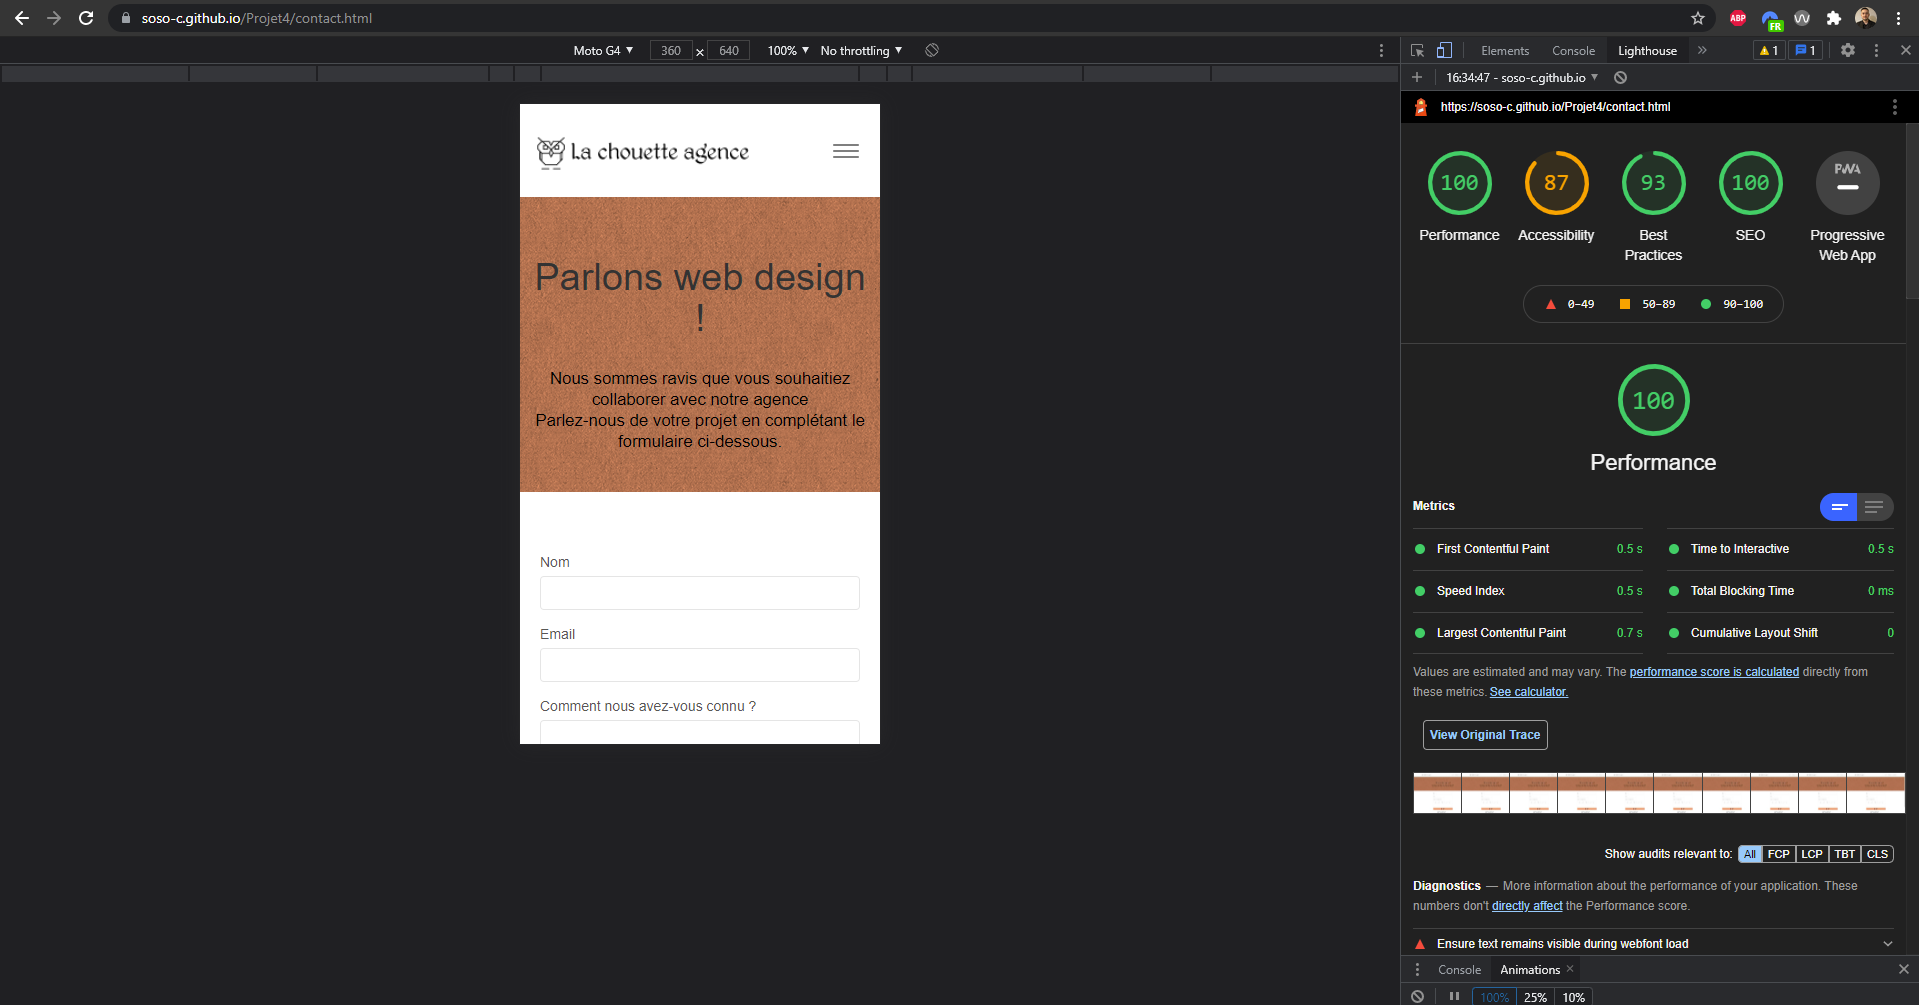 soso-c.github.io/Projet4/contact.html
ABP
FR
Moto G4 ▼ 360 × 640 100% ▼ No throttling ▼
Elements Console Lighthouse » 1 1
16:34:47 - soso-c.github.io ▼
https://soso-c.github.io/Projet4/contact.html
La chouette agence
Parlons web design
!
Nous sommes ravis que vous souhaitiez
collaborer avec notre agence
Parlez-nous de votre projet en complétant le
formulaire ci-dessous.
Nom
Email
Comment nous avez-vous connu ?
100 87 93 100 PWA
Performance Accessibility Best Practices SEO Progressive Web App
0–49 50–89 90–100
100
Performance
Metrics
First Contentful Paint 0.5 s
Time to Interactive 0.5 s
Speed Index 0.5 s
Total Blocking Time 0 ms
Largest Contentful Paint 0.7 s
Cumulative Layout Shift 0
Values are estimated and may vary. The performance score is calculated directly from
these metrics. See calculator.
View Original Trace
Show audits relevant to: All FCP LCP TBT CLS
Diagnostics — More information about the performance of your application. These
numbers don't directly affect the Performance score.
Ensure text remains visible during webfont load
Console Animations ×
100% 25% 10%